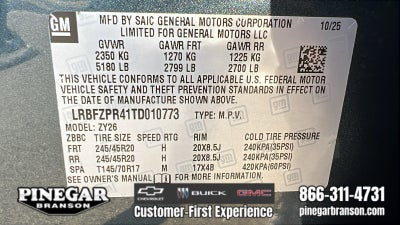 GM
MFD BY SAIC GENERAL MOTORS CORPORATION
LIMITED FOR GENERAL MOTORS LLC
10/25
GVWR GAWR FRT GAWR RR
2350 KG 1270 KG 1225 KG
5180 LB 2799 LB 2700 LB
THIS VEHICLE CONFORMS TO ALL APPLICABLE U.S. FEDERAL MOTOR
VEHICLE SAFETY AND THEFT PREVENTION STANDARDS IN EFFECT ON THE
DATE OF MANUFACTURE SHOWN ABOVE.
LRBFZPR41TD010773 TYPE: M.P.V.
MODEL: ZY26
ZBBC TIRE SIZE SPEED RTG RIM COLD TIRE PRESSURE
FRT 245/45R20 H 20X8.5J 240KPA(35PSI)
RR 245/45R20 H 20X8.5J 240KPA(35PSI)
SPA T145/70R17 M 17X4B 420KPA(60PSI)
SEE OWNER'S MANUAL FOR MORE INFORMATION.
PINEGAR
BRANSON
CHEVROLET BUICK GMC
Customer-First Experience
866-311-4731
pinegarbranson.com